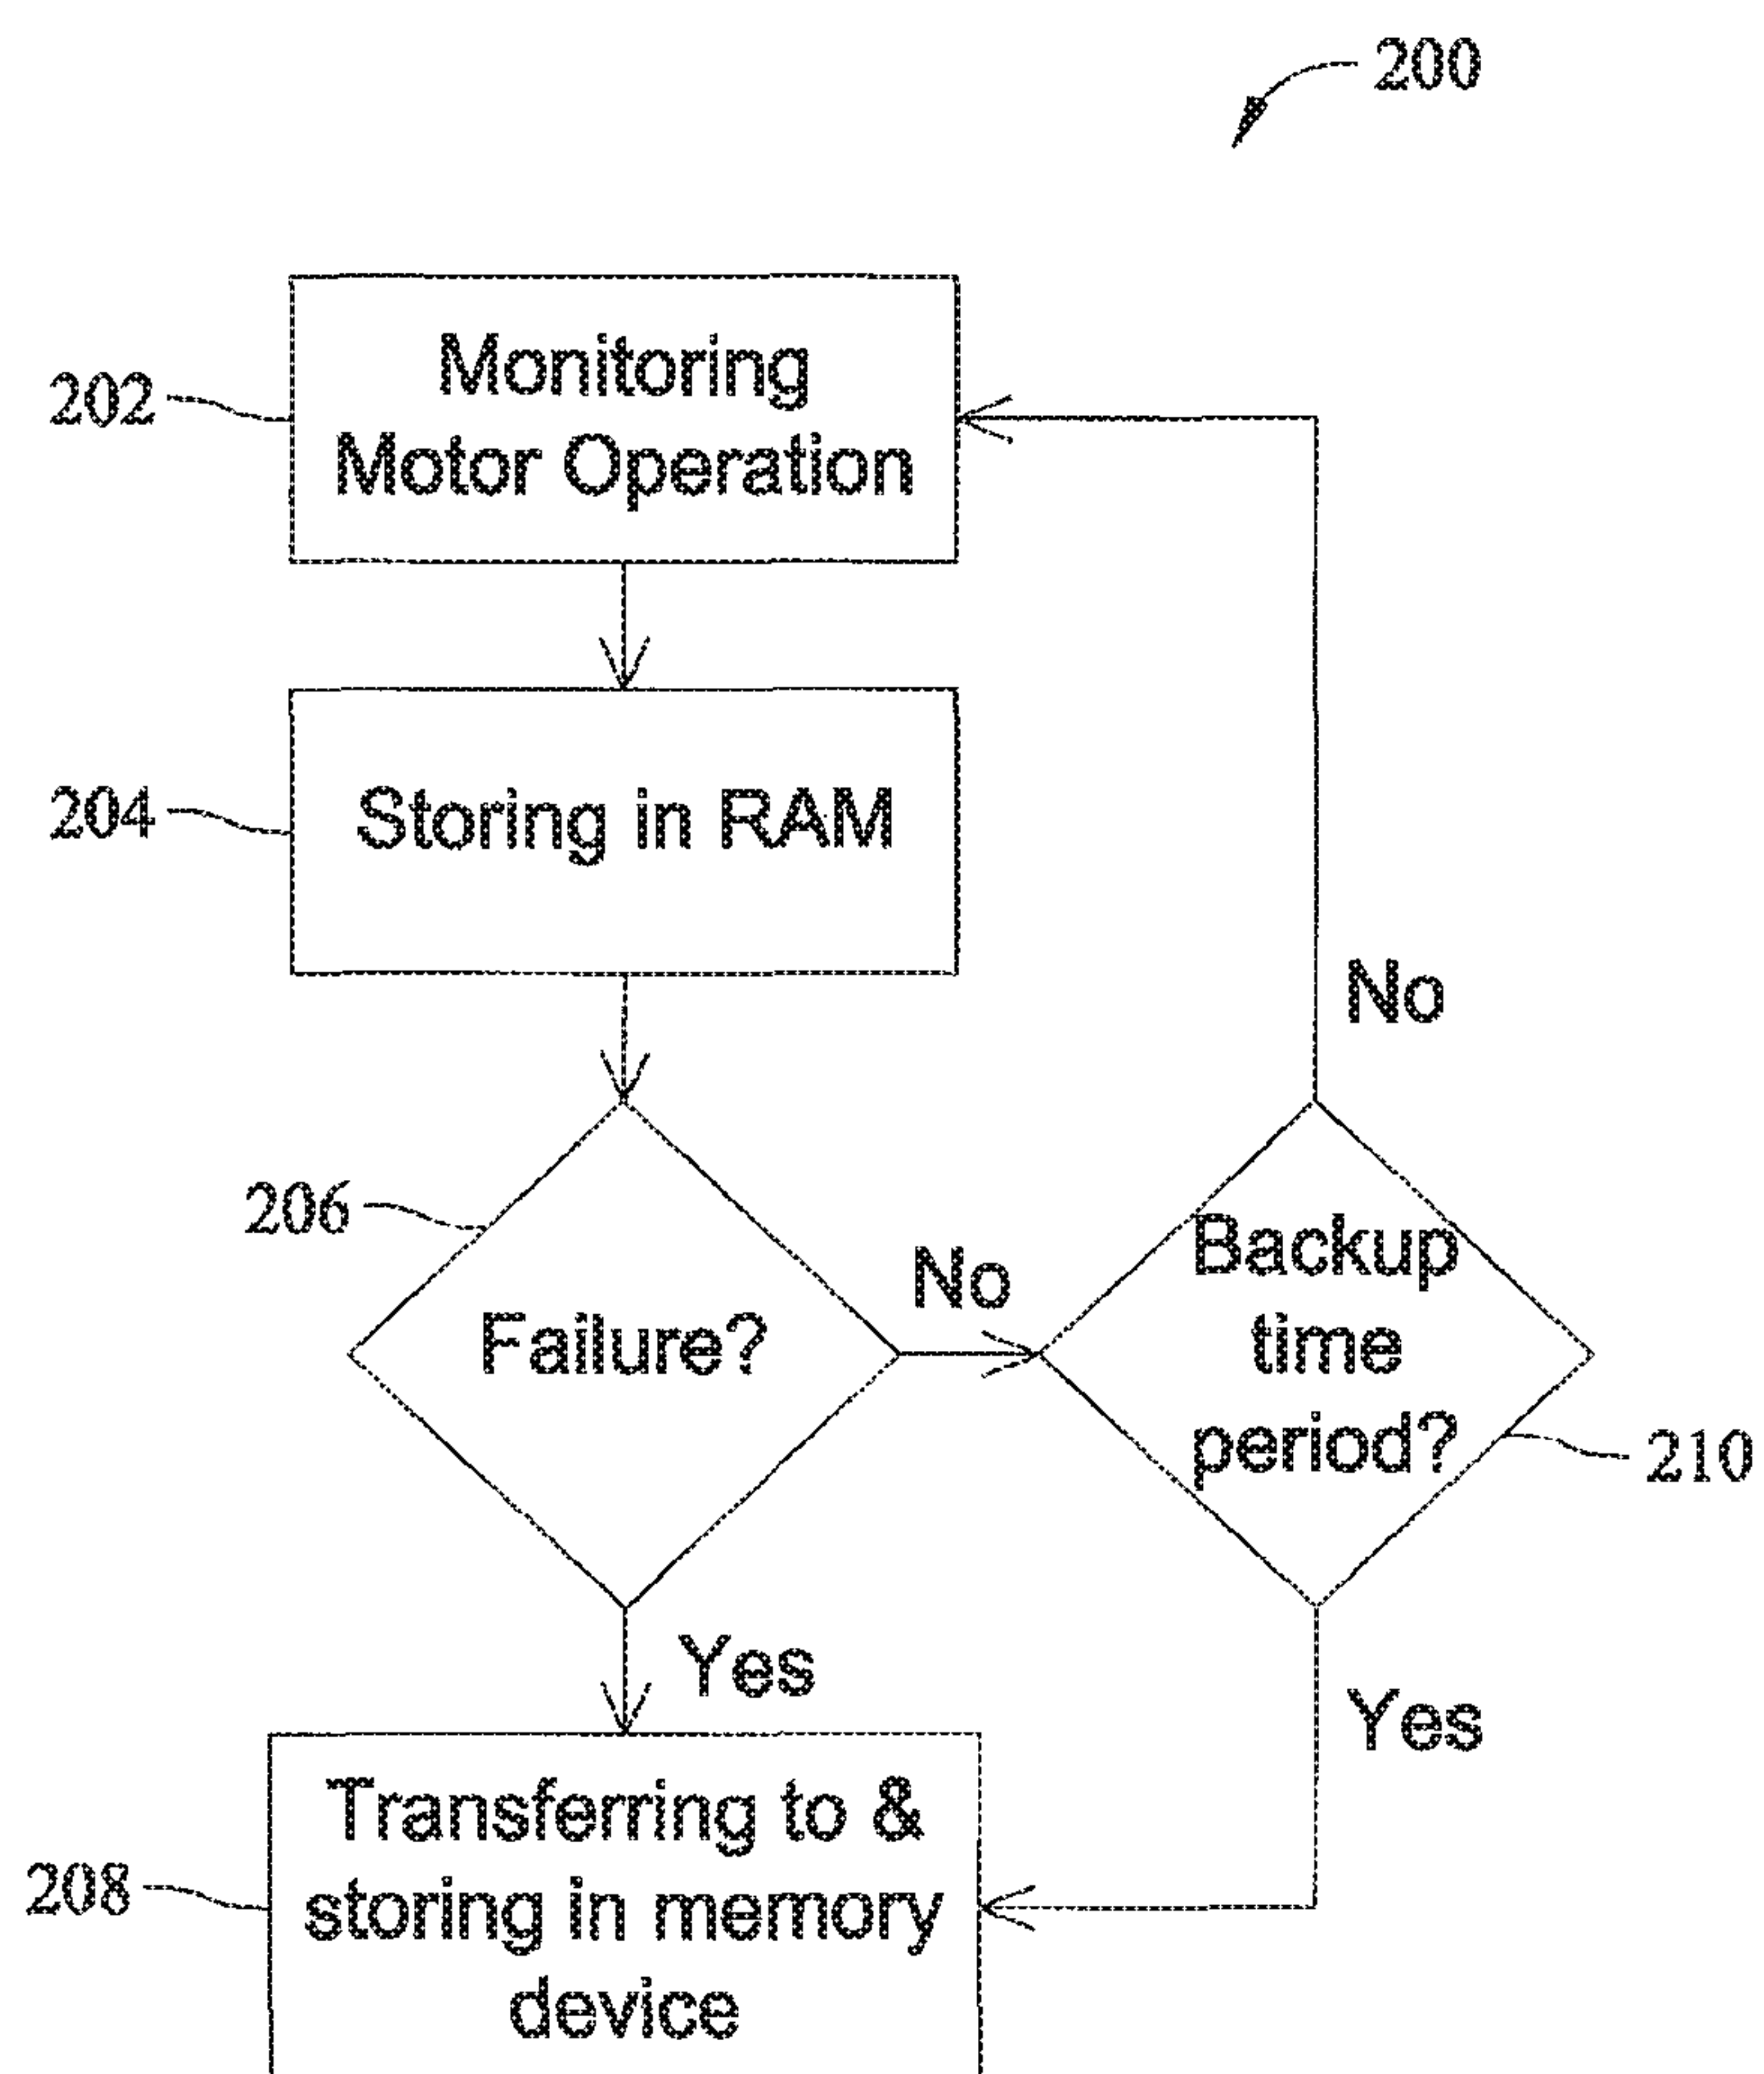 200
202
Monitoring
Motor Operation
204
Storing in RAM
No
206
Failure?
No
Backup
time
period?
210
Yes
Yes
208
Transferring to &
storing in memory
device